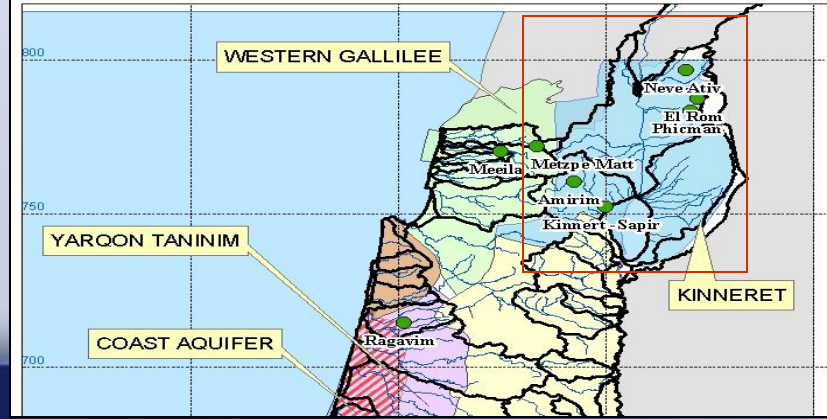 800
WESTERN GALLILEE
Neve Ativ
El Rom
Phicman
Meeila
Metzpe Matt
Amirim
750
Kinnert - Sapir
YARQON TANINIM
KINNERET
COAST AQUIFER
Ragavim
700